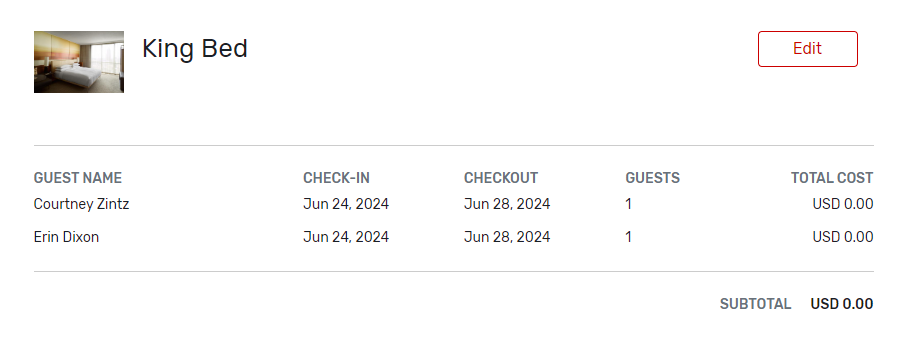 King Bed
Edit
GUEST NAME CHECK-IN CHECKOUT GUESTS TOTAL COST
Courtney Zintz Jun 24, 2024 Jun 28, 2024 1 USD 0.00
Erin Dixon Jun 24, 2024 Jun 28, 2024 1 USD 0.00
SUBTOTAL USD 0.00